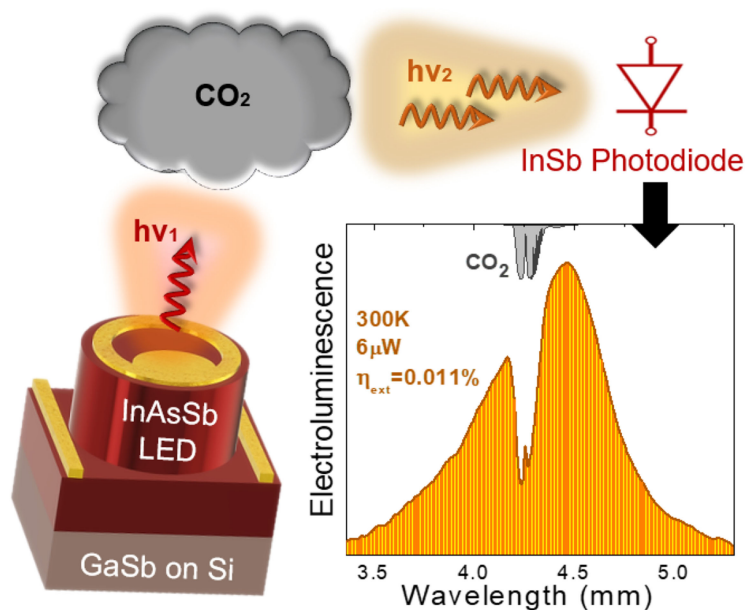 CO₂
hν₂
InSb Photodiode
hν₁
InAsSb
LED
GaSb on Si
CO₂
300K
6μW
η_ext=0.011%
Electroluminescence
3.5 4.0 4.5 5.0
Wavelength (mm)